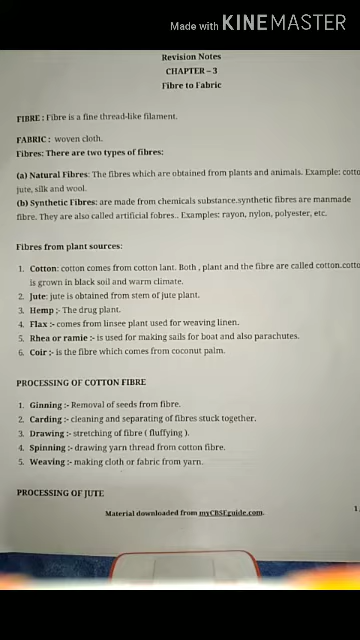 Made with KINEMASTER
Revision Notes
CHAPTER – 3
Fibre to Fabric
FIBRE : Fibre is a fine thread-like filament.
FABRIC : woven cloth.
Fibres: There are two types of fibres:
(a) Natural Fibres: The fibres which are obtained from plants and animals. Example: cotto
jute, silk and wool.
(b) Synthetic Fibres: are made from chemicals substance.synthetic fibres are manmade
fibre. They are also called artificial fobres.. Examples: rayon, nylon, polyester, etc.
Fibres from plant sources:
1. Cotton: cotton comes from cotton lant. Both , plant and the fibre are called cotton.cotto
is grown in black soil and warm climate.
2. Jute: jute is obtained from stem of jute plant.
3. Hemp :- The drug plant.
4. Flax :- comes from linsee plant used for weaving linen.
5. Rhea or ramie :- is used for making sails for boat and also parachutes.
6. Coir :- is the fibre which comes from coconut palm.
PROCESSING OF COTTON FIBRE
1. Ginning :- Removal of seeds from fibre.
2. Carding :- cleaning and separating of fibres stuck together.
3. Drawing :- stretching of fibre ( fluffying ).
4. Spinning :- drawing yarn thread from cotton fibre.
5. Weaving :- making cloth or fabric from yarn.
PROCESSING OF JUTE
Material downloaded from myCBSEguide.com.
1